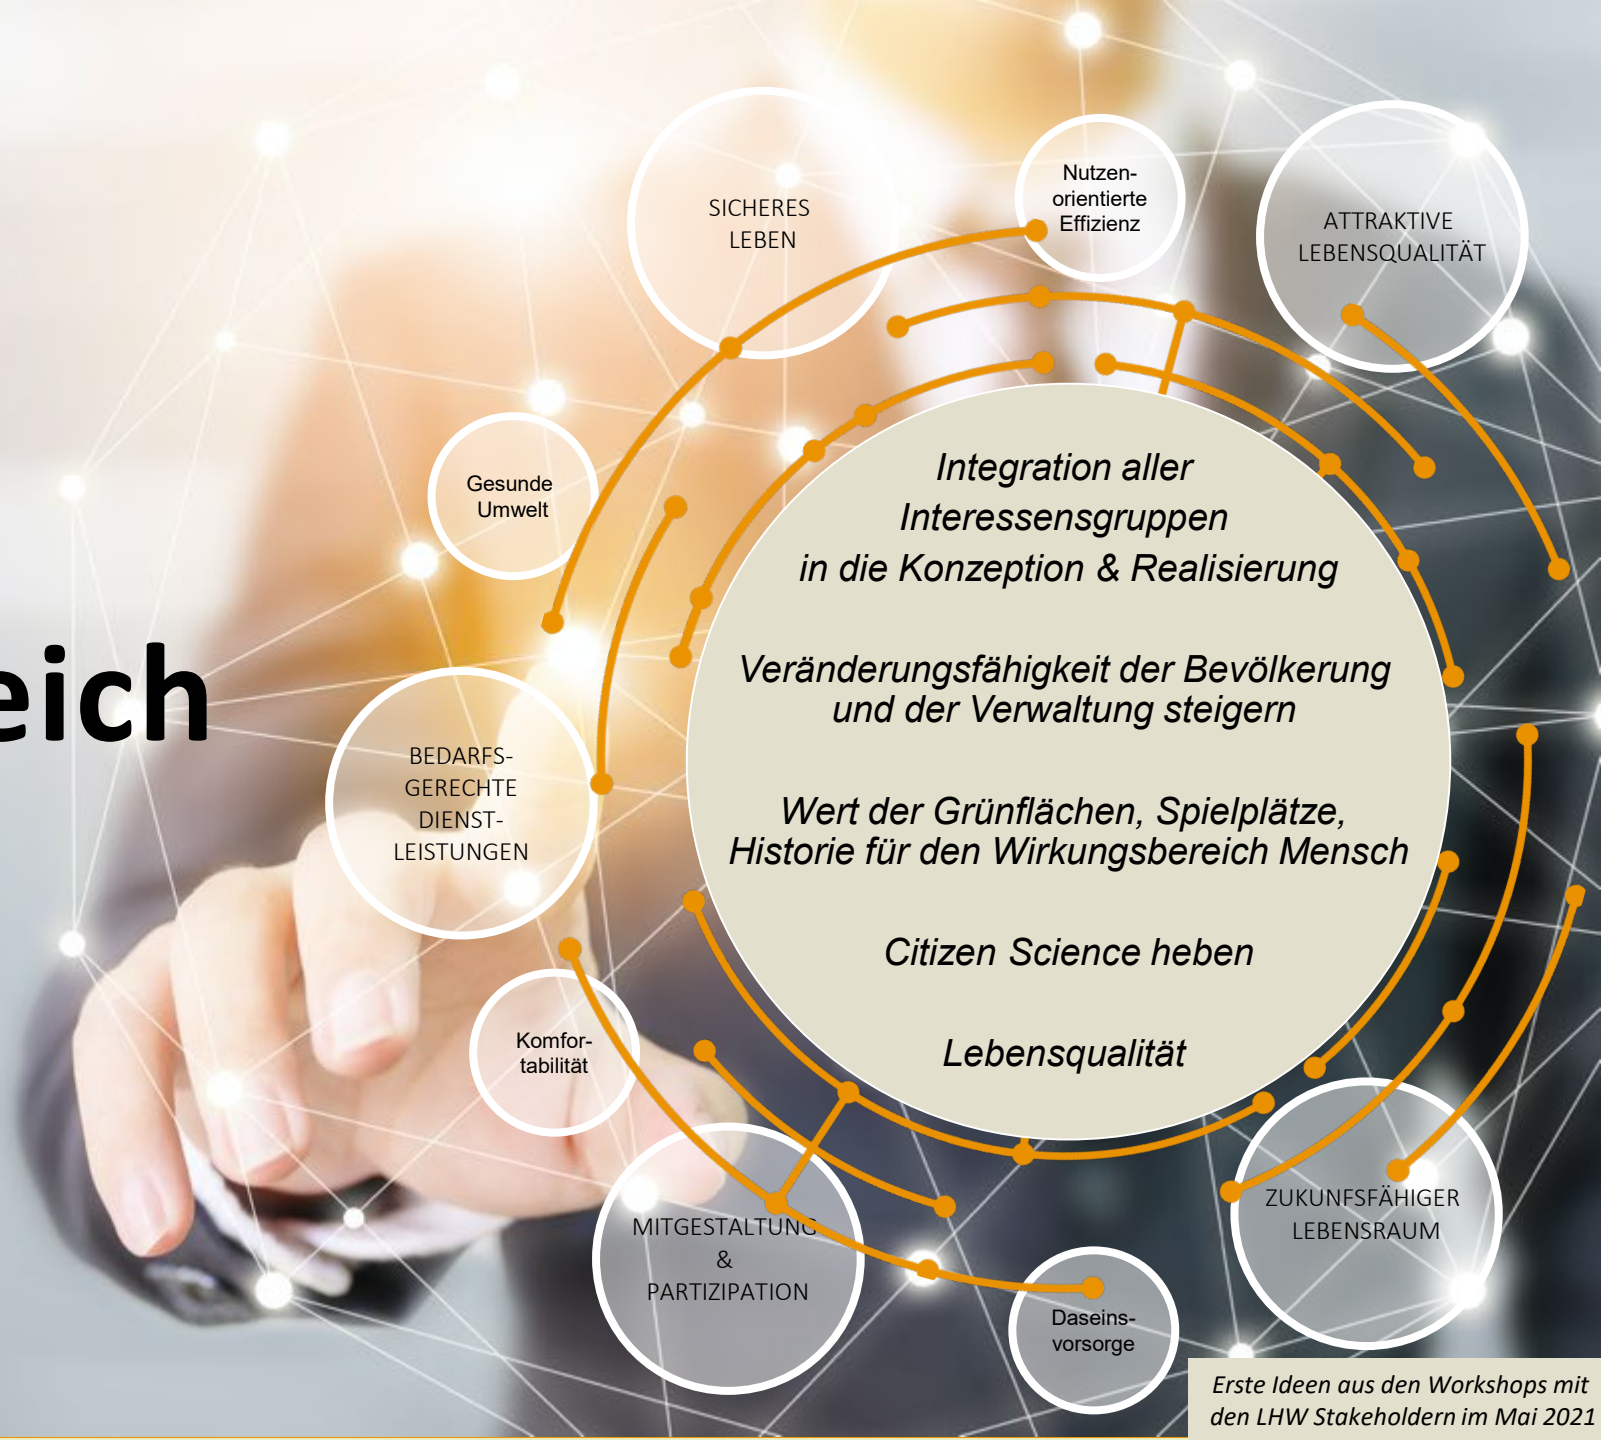 Nutzen-
orientierte
Effizienz
SICHERES
LEBEN
ATTRAKTIVE
LEBENSQUALITÄT
Gesunde
Umwelt
Integration aller
Interessensgruppen
in die Konzeption & Realisierung
Veränderungsfähigkeit der Bevölkerung
und der Verwaltung steigern
eich
BEDARFS-
GERECHTE
DIENST-
LEISTUNGEN
Wert der Grünflächen, Spielplätze,
Historie für den Wirkungsbereich Mensch
Citizen Science heben
Komfor-
tabilität
Lebensqualität
MITGESTALTUNG
&
PARTIZIPATION
ZUKUNFSFÄHIGER
LEBENSRAUM
Daseins-
vorsorge
Erste Ideen aus den Workshops mit
den LHW Stakeholdern im Mai 2021